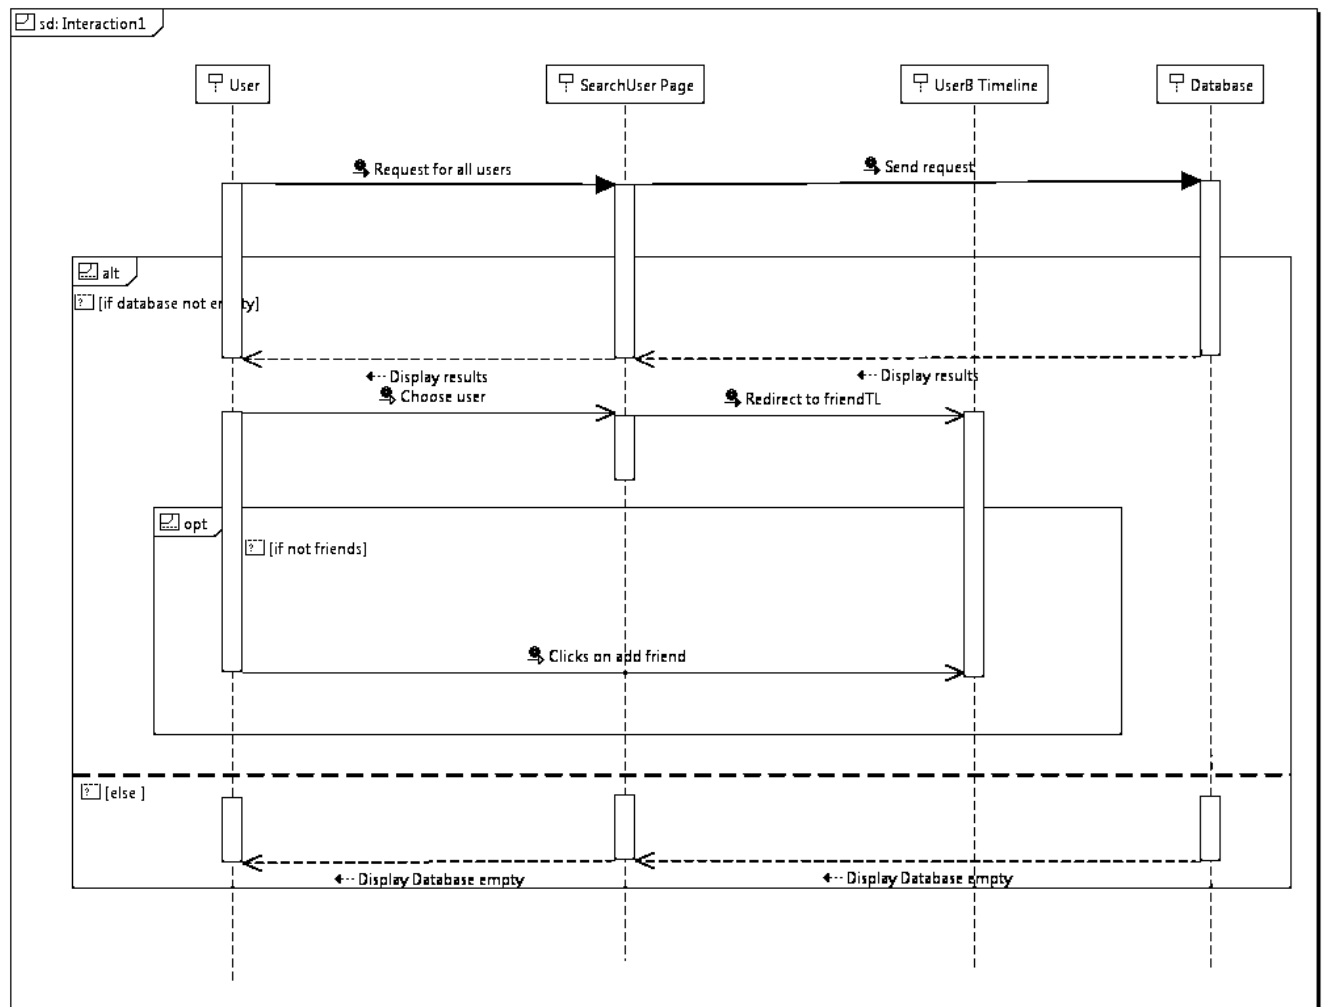 sd: Interaction1
User
SearchUser Page
UserB Timeline
Database
Request for all users
Send request
alt
[if database not empty]
Display results
Display results
Choose user
Redirect to friendTL
opt
[if not friends]
Clicks on add friend
[else ]
Display Database empty
Display Database empty